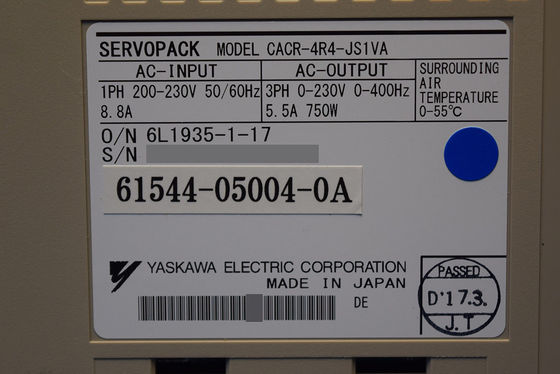 SERVOPACK MODEL CACR-4R4-JS1VA
AC-INPUT AC-OUTPUT SURROUNDING AIR TEMPERATURE 0-55℃
1PH 200-230V 50/60Hz 3PH 0-230V 0-400Hz
8.8A 5.5A 750W
O/N 6L1935-1-17
S/N
61544-05004-0A
YASKAWA ELECTRIC CORPORATION
MADE IN JAPAN
DE
PASSED
D'17.3.
J.T